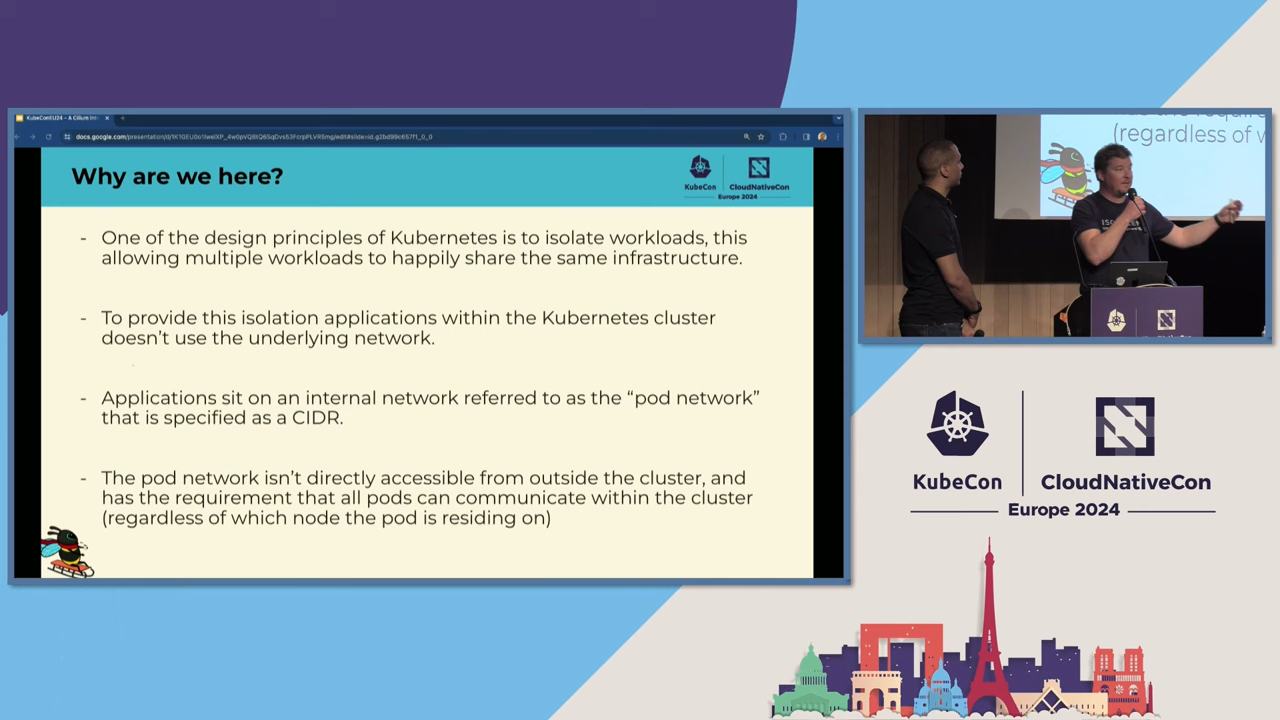 KubeConEU24 - A Cilium Int
Why are we here?
KubeCon
CloudNativeCon
Europe 2024
- One of the design principles of Kubernetes is to isolate workloads, this
allowing multiple workloads to happily share the same infrastructure.
- To provide this isolation applications within the Kubernetes cluster
doesn’t use the underlying network.
- Applications sit on an internal network referred to as the “pod network”
that is specified as a CIDR.
- The pod network isn’t directly accessible from outside the cluster, and
has the requirement that all pods can communicate within the cluster
(regardless of which node the pod is residing on)
(regardless of w
KubeCon
CloudNativeCon
Europe 2024